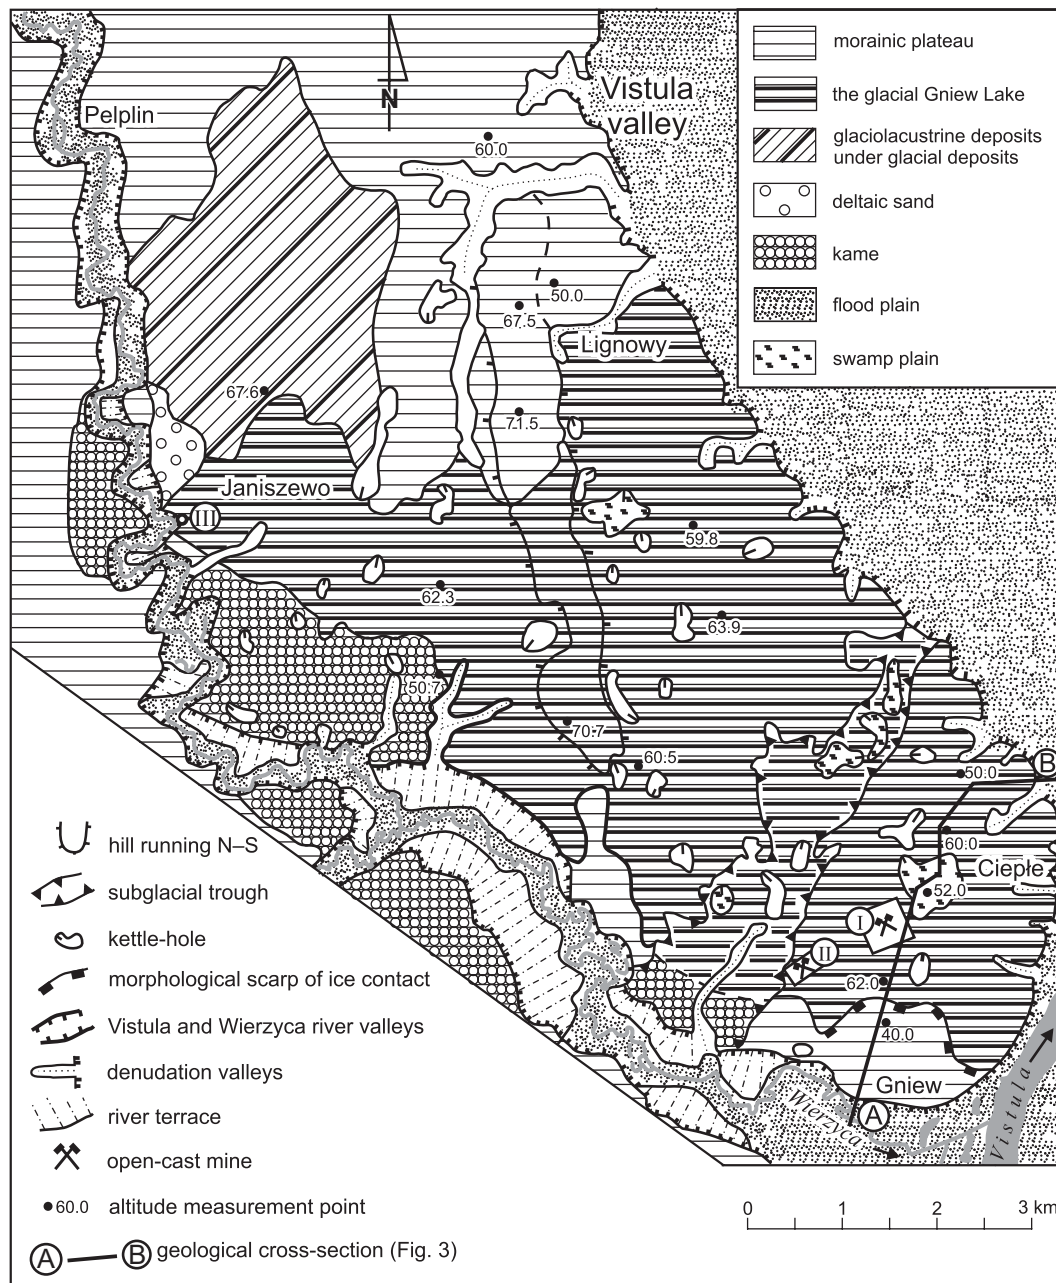 Pelplin
N
Vistula
valley
60.0
50.0
67.5
Lignowy
67.6
71.5
Janiszewo
III
59.8
62.3
63.9
50.7
70.7
60.5
50.0
B
60.0
Ciepłe
52.0
I
II
62.0
40.0
Gniew
A
Wierzyca
Vistula
morainic plateau
the glacial Gniew Lake
glaciolacustrine deposits
under glacial deposits
deltaic sand
kame
flood plain
swamp plain
hill running N–S
subglacial trough
kettle-hole
morphological scarp of ice contact
Vistula and Wierzyca river valleys
denudation valleys
river terrace
open-cast mine
60.0 altitude measurement point
A B geological cross-section (Fig. 3)
0 1 2 3 km